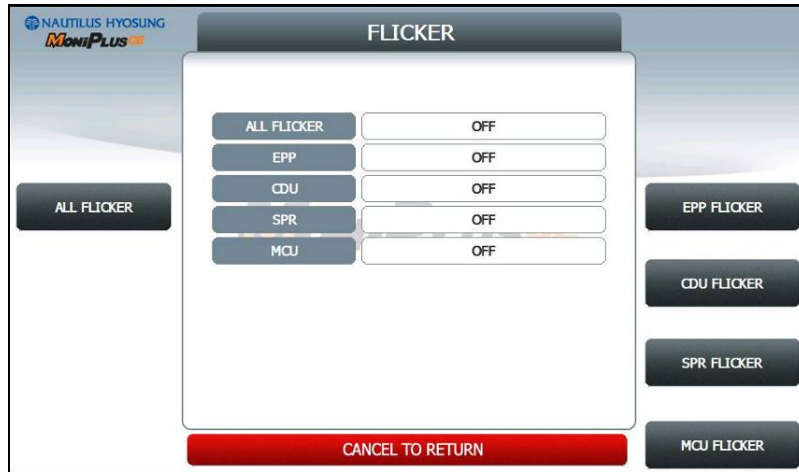 NAUTILUS HYOSUNG
MoniPlusCE
FLICKER
ALL FLICKER OFF
EPP OFF
CDU OFF
SPR OFF
MCU OFF
ALL FLICKER
EPP FLICKER
CDU FLICKER
SPR FLICKER
MCU FLICKER
CANCEL TO RETURN